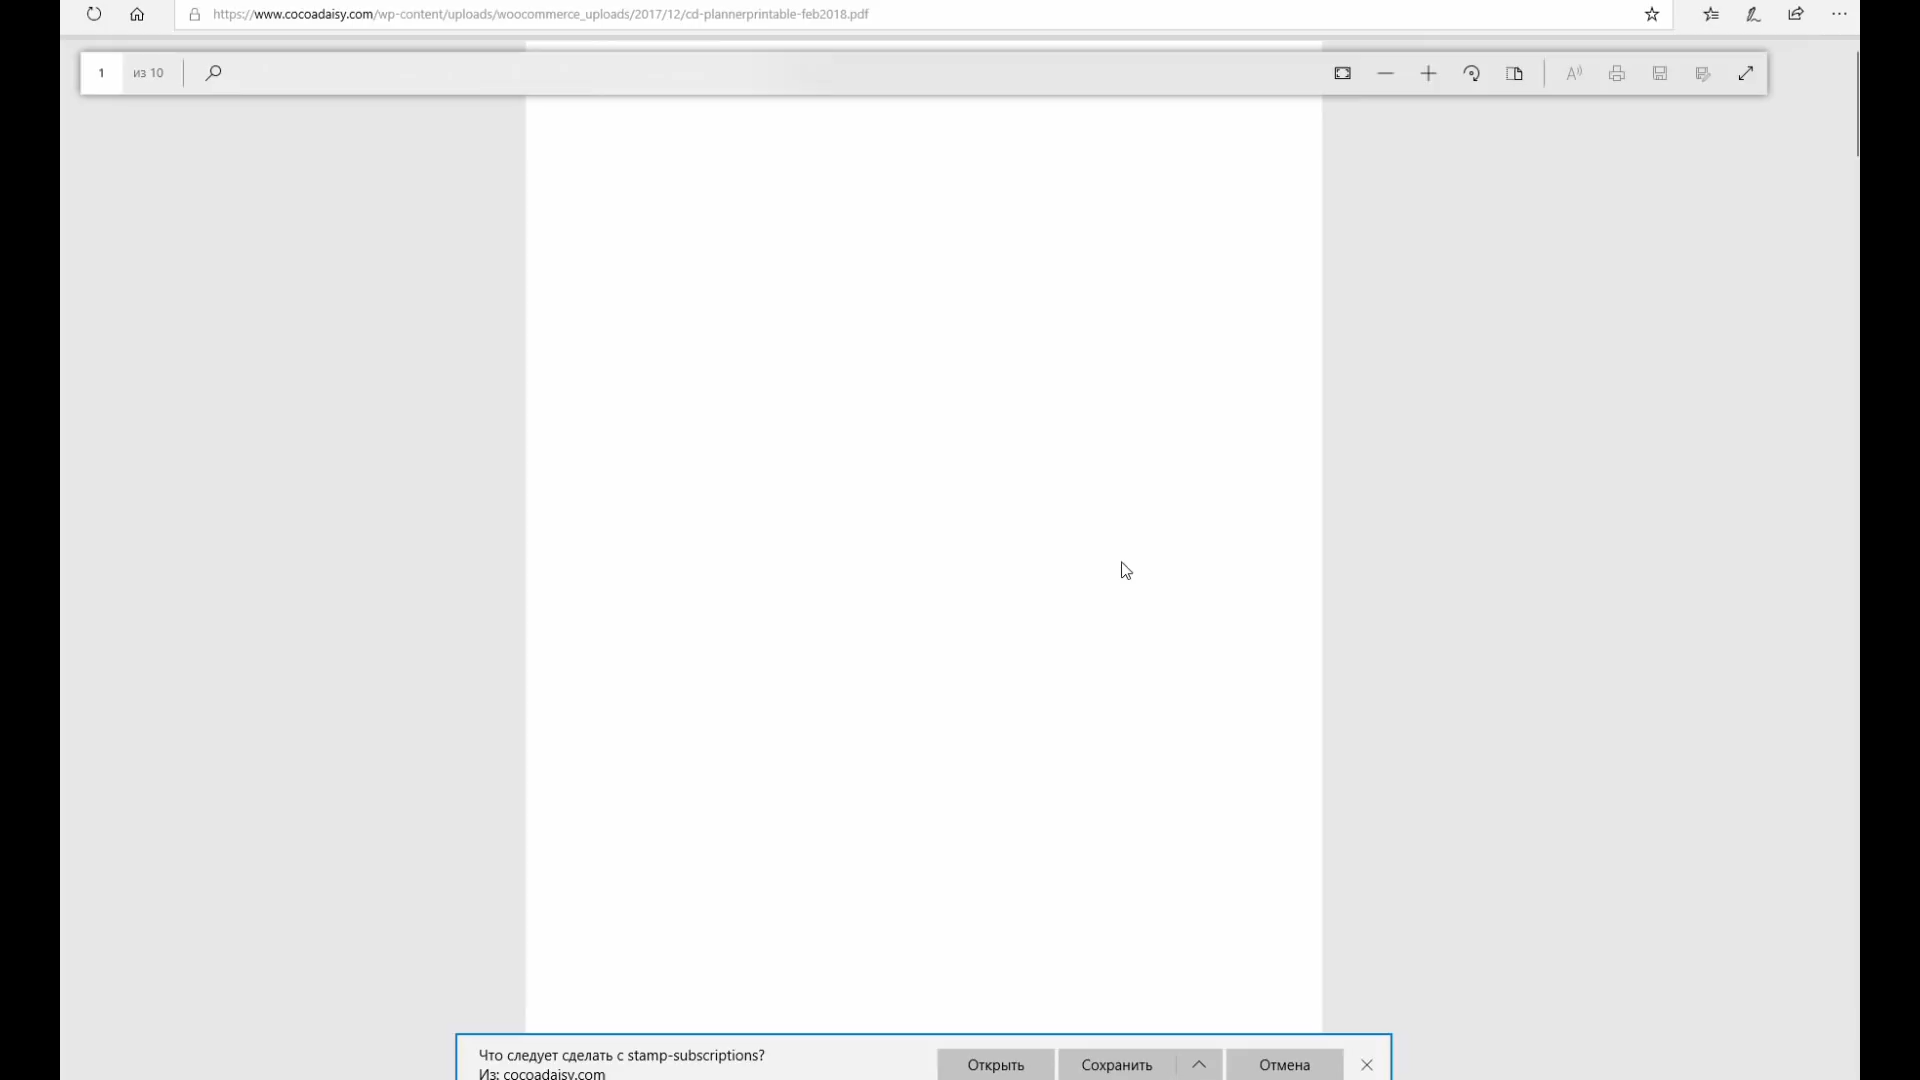 https://www.cocoadaisy.com/wp-content/uploads/woocommerce_uploads/2017/12/cd-plannerprintable-feb2018.pdf
1 из 10
Что следует сделать с stamp-subscriptions?
Из: cocoadaisy.com
Открыть Сохранить Отмена